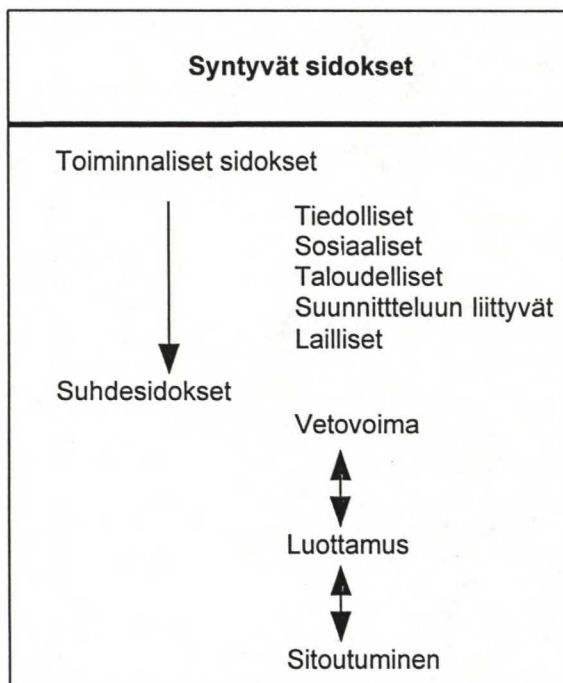 Syntyvät sidokset
Toiminnaliset sidokset
Tiedolliset
Sosiaaliset
Taloudelliset
Suunnittteluun liittyvät
Lailliset
Suhdesidokset
Vetovoima
Luottamus
Sitoutuminen